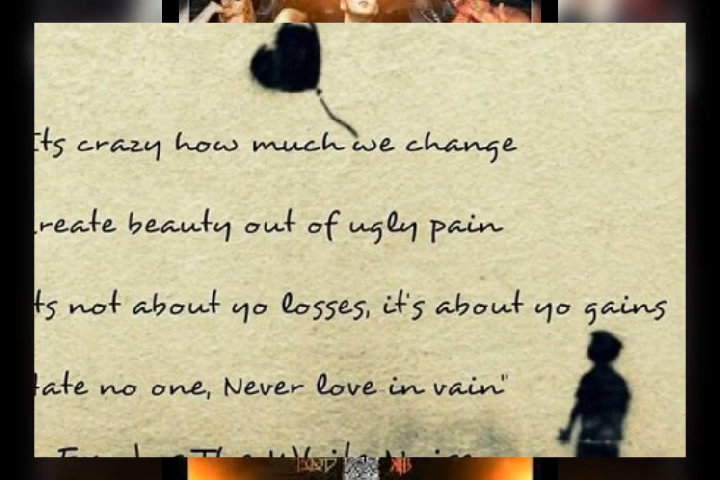 Its crazy how much we change
reate beauty out of ugly pain
ts not about yo losses, it's about yo gains
ate no one, Never love in vain"